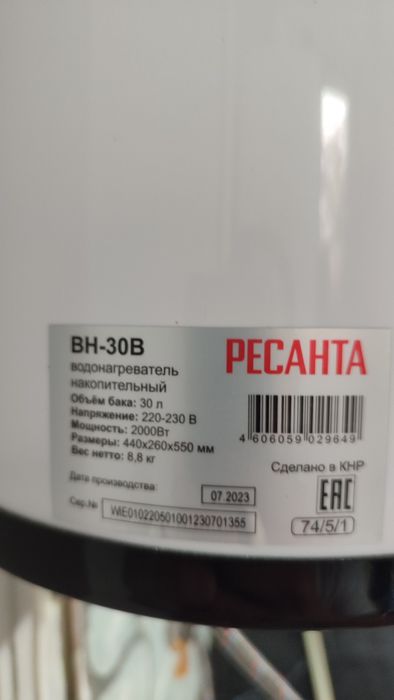 ВН-30В
водонагреватель
накопительный
Объём бака: 30 л
Напряжение: 220-230 В
Мощность: 2000Вт
Размеры: 440х260х550 мм
Вес нетто: 8,8 кг
Дата производства: 07.2023
Сер.№ WIE010220501001230701355
РЕСАНТА
4 606059 029649
Сделано в КНР
EAC
74/5/1